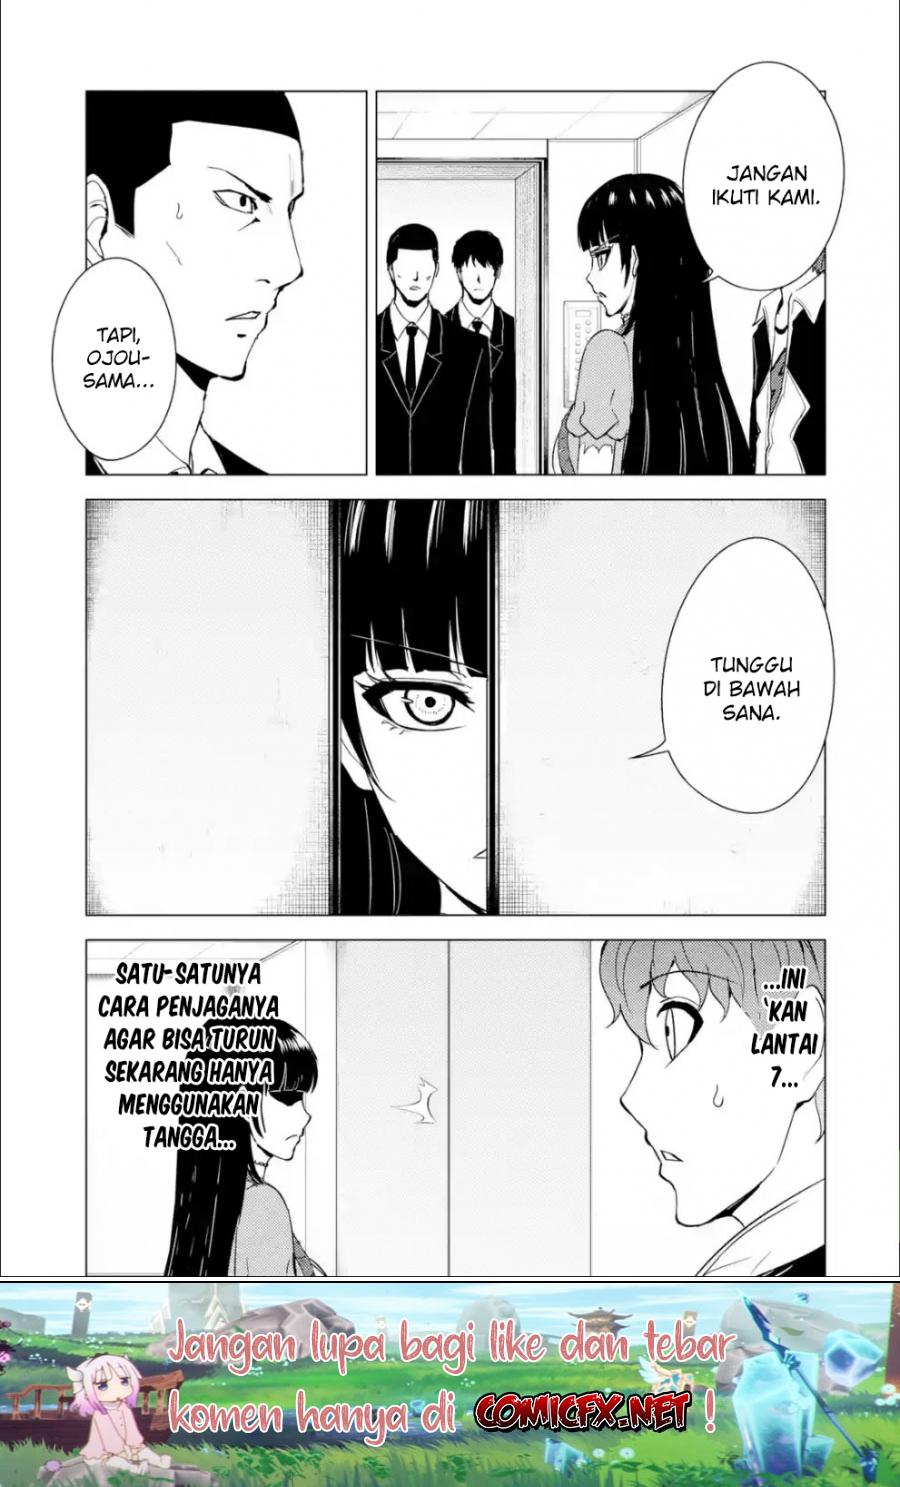 JANGAN
IKUTI KAMI.
TAPI,
OJOU-
SAMA...
TUNGGU
DI BAWAH
SANA.
...INI
'KAN
LANTAI
7...
SATU-SATUNYA
CARA PENJAGANYA
AGAR BISA TURUN
SEKARANG HANYA
MENGGUNAKAN
TANGGA...
Jangan lupa bagi like dan tebar
komen hanya di COMICFX.NET !